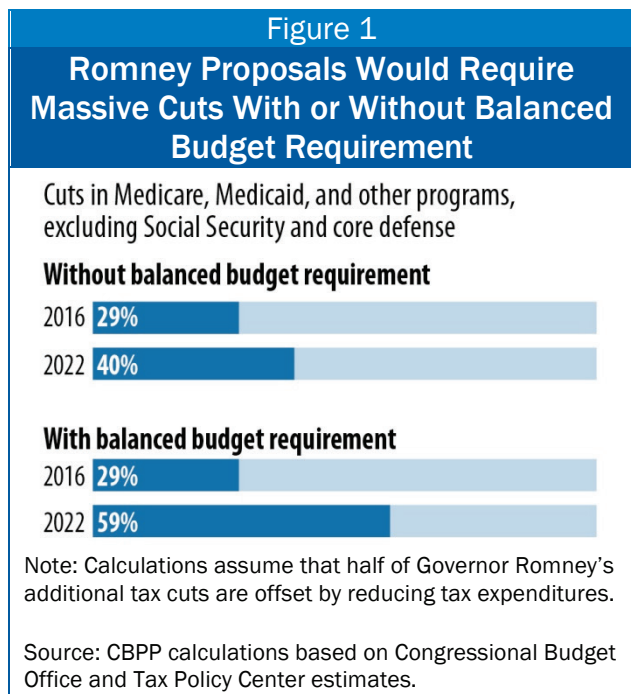 Figure 1
Romney Proposals Would Require
Massive Cuts With or Without Balanced
Budget Requirement
Cuts in Medicare, Medicaid, and other programs,
excluding Social Security and core defense
Without balanced budget requirement
2016 29%
2022 40%
With balanced budget requirement
2016 29%
2022 59%
Note: Calculations assume that half of Governor Romney’s
additional tax cuts are offset by reducing tax expenditures.
Source: CBPP calculations based on Congressional Budget
Office and Tax Policy Center estimates.